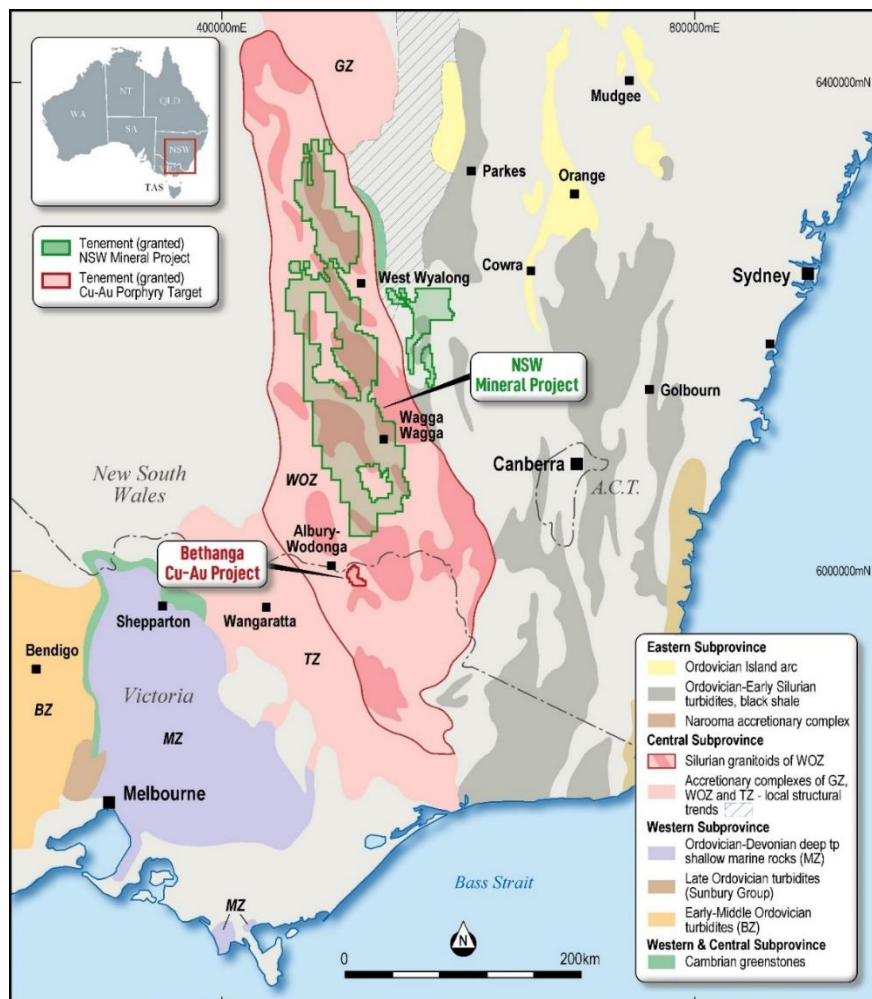 400000mE
800000mE
6400000mN
WA
NT
QLD
SA
NSW
TAS
Tenement (granted)
NSW Mineral Project
Tenement (granted)
Cu-Au Porphyry Target
GZ
Mudgee
Parkes
Orange
West Wyalong
Cowra
Sydney
NSW
Mineral Project
Golbourn
Wagga
Wagga
Canberra
A.C.T.
New South
Wales
WOZ
Albury-
Wodonga
Bethanga
Cu-Au Project
6000000mN
Shepparton
Wangaratta
Bendigo
TZ
Victoria
BZ
MZ
Melbourne
Bass Strait
MZ
N
0
200km
Eastern Subprovince
Ordovician Island arc
Ordovician-Early Silurian
turbidites, black shale
Narooma accretionary complex
Central Subprovince
Silurian granitoids of WOZ
Accretionary complexes of GZ,
WOZ and TZ - local structural
trends
Western Subprovince
Ordovician-Devonian deep tp
shallow marine rocks (MZ)
Late Ordovician turbidites
(Sunbury Group)
Early-Middle Ordovician
turbidites (BZ)
Western & Central Subprovince
Cambrian greenstones